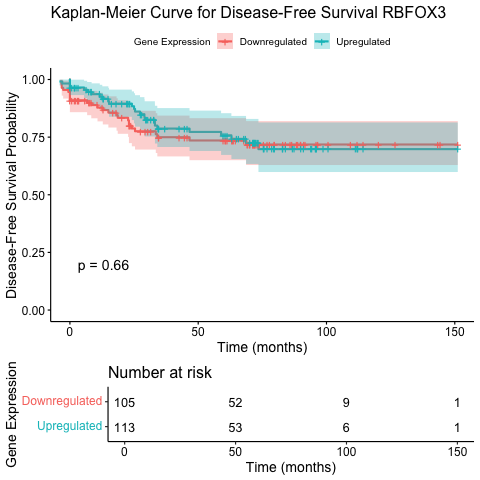 Kaplan-Meier Curve for Disease-Free Survival RBFOX3
Gene Expression Downregulated Upregulated
Disease-Free Survival Probability
1.00
0.75
0.50
0.25
0.00
p = 0.66
0 50 100 150
Time (months)
Number at risk
Gene Expression
Downregulated 105 52 9 1
Upregulated 113 53 6 1
0 50 100 150
Time (months)